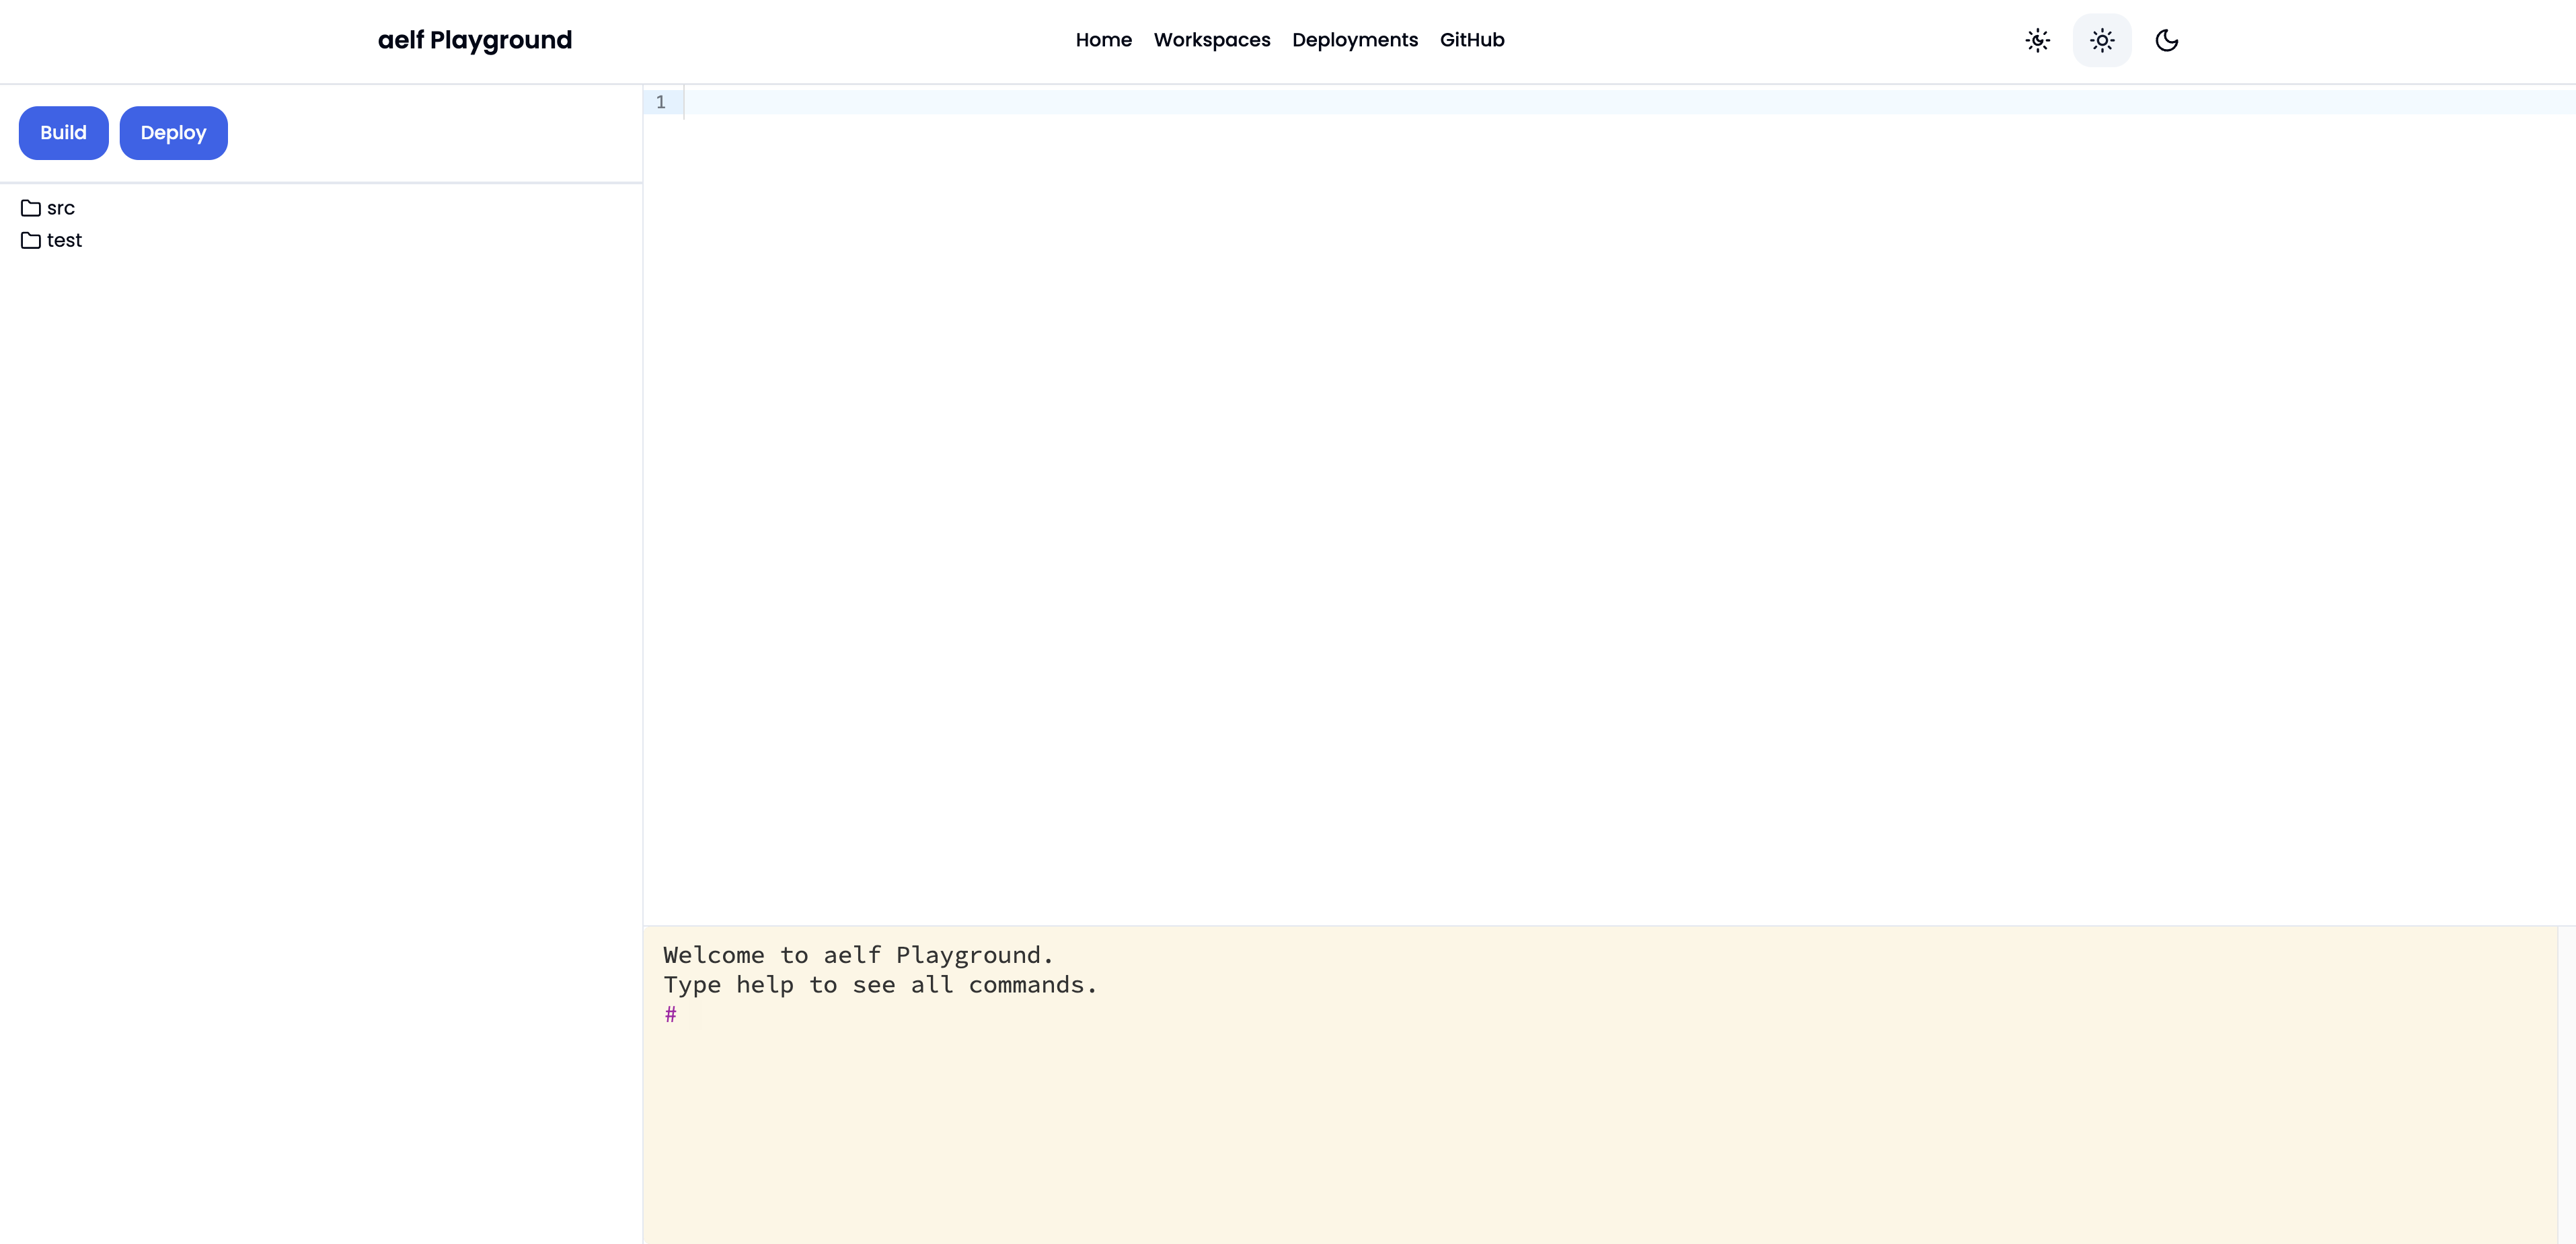 aelf Playground
Home Workspaces Deployments GitHub
Build Deploy
src
test
1
Welcome to aelf Playground.
Type help to see all commands.
#